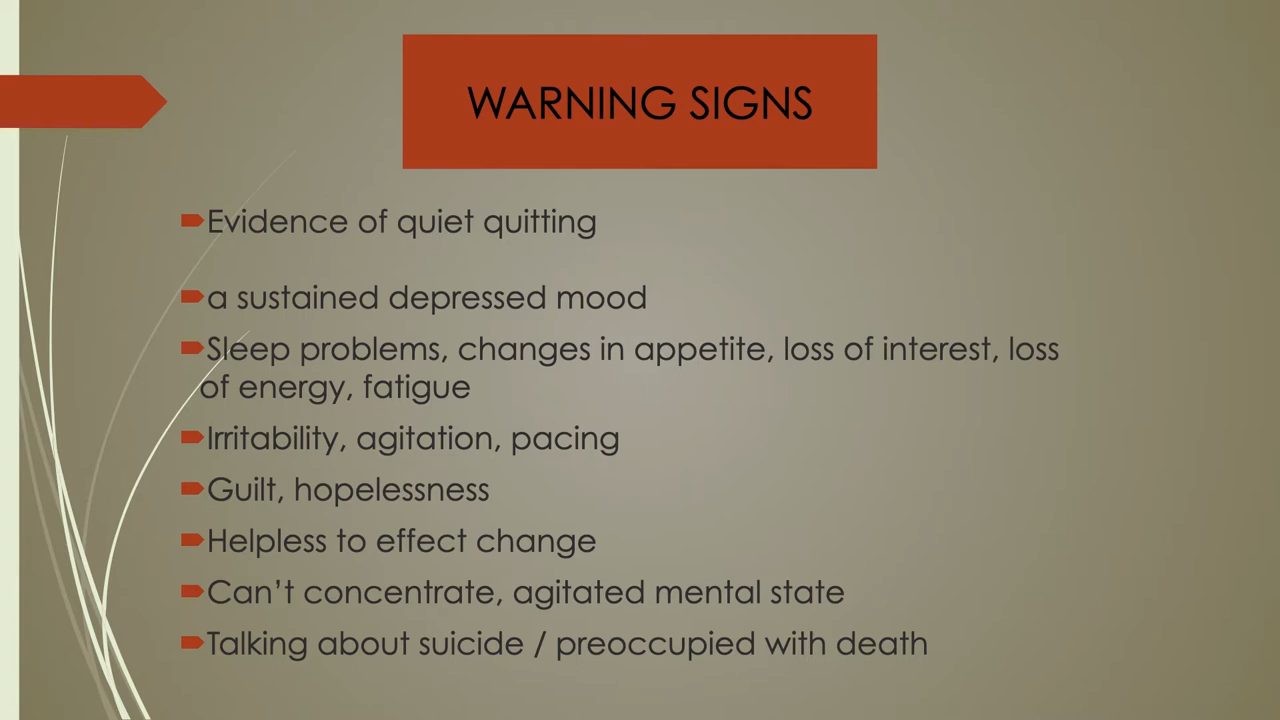 WARNING SIGNS
Evidence of quiet quitting
a sustained depressed mood
Sleep problems, changes in appetite, loss of interest, loss
of energy, fatigue
Irritability, agitation, pacing
Guilt, hopelessness
Helpless to effect change
Can’t concentrate, agitated mental state
Talking about suicide / preoccupied with death